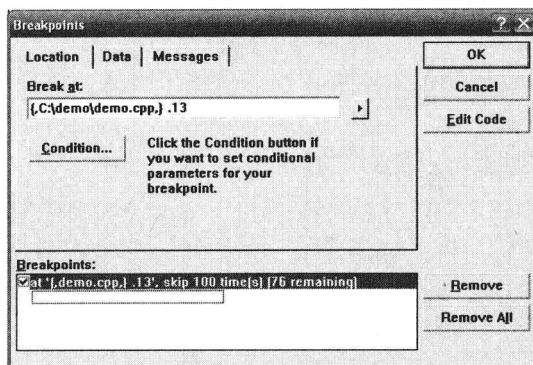 Breakpoints
Location
Data
Messages
Break at:
{,C:\demo\demo.cpp,} .13
Condition...
Click the Condition button if
you want to set conditional
parameters for your
breakpoint.
OK
Cancel
Edit Code
Breakpoints:
at '{,demo.cpp,} .13', skip 100 time(s) [76 remaining]
Remove
Remove All